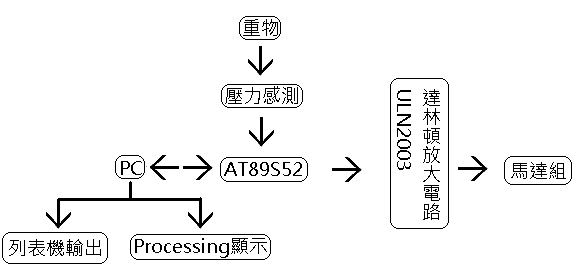 重物
壓力感測
PC
AT89S52
達林頓放大電路
ULN2003
馬達組
列表機輸出
Processing顯示